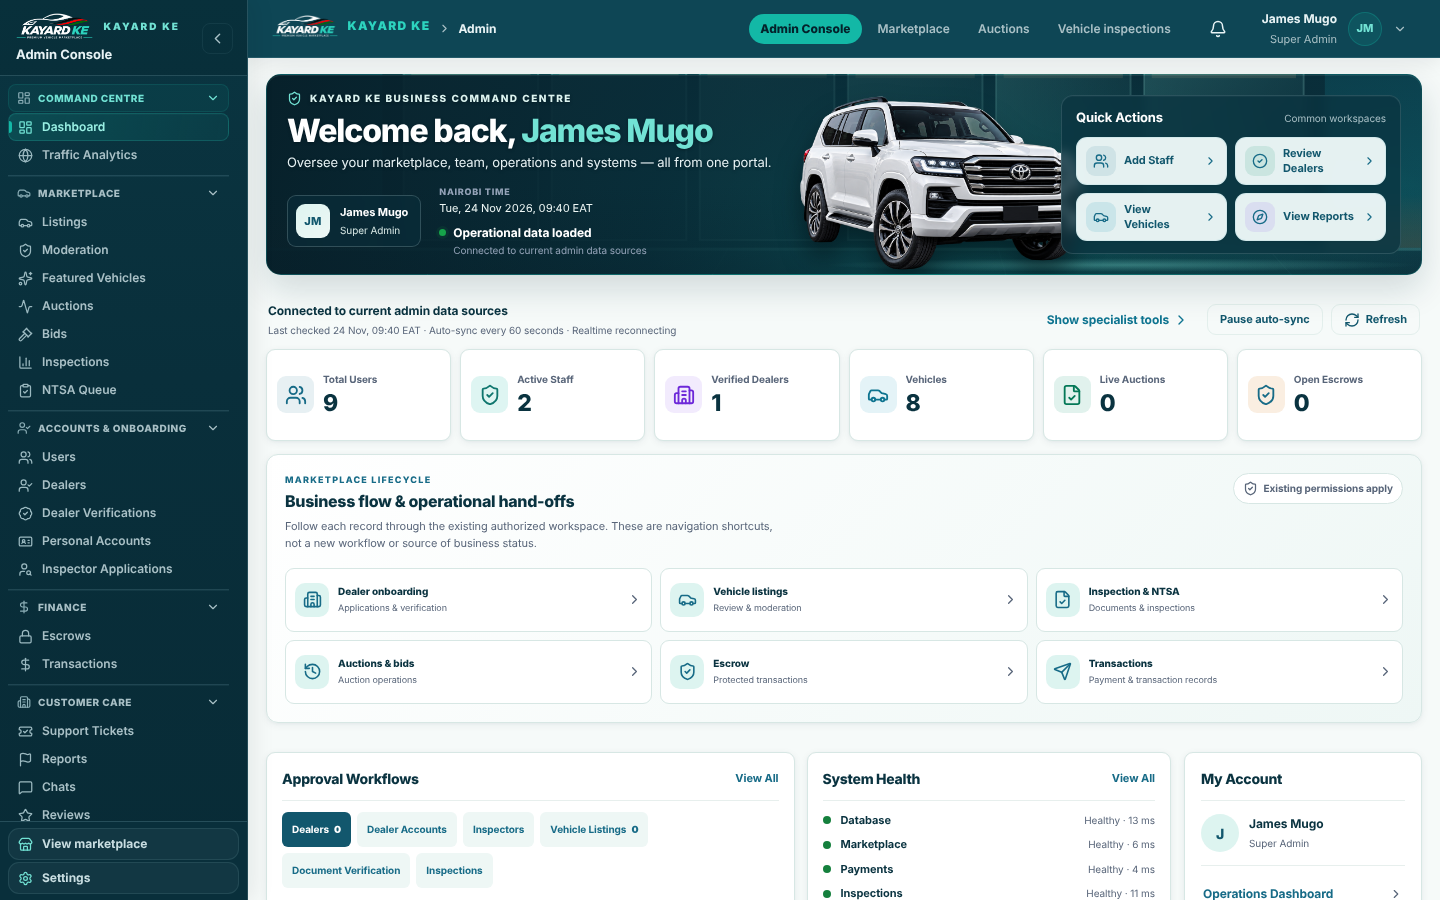 KAYARD KE
PREMIUM VEHICLE MARKETPLACE
KAYARD KE
Admin Console
COMMAND CENTRE
Dashboard
Traffic Analytics
MARKETPLACE
Listings
Moderation
Featured Vehicles
Auctions
Bids
Inspections
NTSA Queue
ACCOUNTS & ONBOARDING
Users
Dealers
Dealer Verifications
Personal Accounts
Inspector Applications
FINANCE
Escrows
Transactions
CUSTOMER CARE
Support Tickets
Reports
Chats
Reviews
View marketplace
Settings
KAYARD KE
KAYARD KE
Admin
Admin Console
Marketplace
Auctions
Vehicle inspections
James Mugo
Super Admin
JM
KAYARD KE BUSINESS COMMAND CENTRE
Welcome back, James Mugo
Oversee your marketplace, team, operations and systems — all from one portal.
JM
James Mugo
Super Admin
NAIROBI TIME
Tue, 24 Nov 2026, 09:40 EAT
Operational data loaded
Connected to current admin data sources
Quick Actions
Common workspaces
Add Staff
Review Dealers
View Vehicles
View Reports
Connected to current admin data sources
Last checked 24 Nov, 09:40 EAT · Auto-sync every 60 seconds · Realtime reconnecting
Show specialist tools
Pause auto-sync
Refresh
Total Users
9
Active Staff
2
Verified Dealers
1
Vehicles
8
Live Auctions
0
Open Escrows
0
MARKETPLACE LIFECYCLE
Business flow & operational hand-offs
Follow each record through the existing authorized workspace. These are navigation shortcuts,
not a new workflow or source of business status.
Existing permissions apply
Dealer onboarding
Applications & verification
Vehicle listings
Review & moderation
Inspection & NTSA
Documents & inspections
Auctions & bids
Auction operations
Escrow
Protected transactions
Transactions
Payment & transaction records
Approval Workflows
View All
Dealers 0
Dealer Accounts
Inspectors
Vehicle Listings 0
Document Verification
Inspections
System Health
View All
Database
Healthy · 13 ms
Marketplace
Healthy · 6 ms
Payments
Healthy · 4 ms
Inspections
Healthy · 11 ms
My Account
J
James Mugo
Super Admin
Operations Dashboard